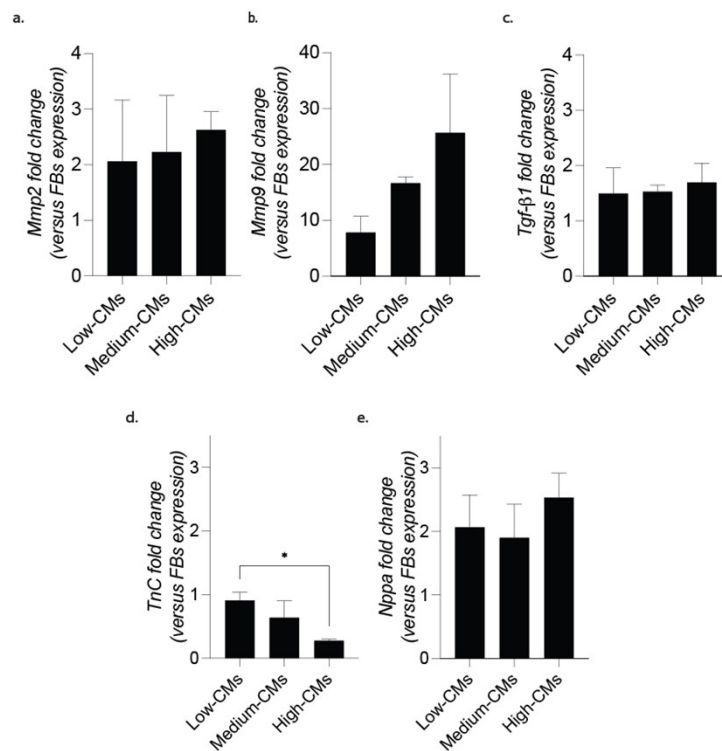 a.
Mmp2 fold change
(versus FBs expression)
4
3
2
1
0
Low-CMs
Medium-CMs
High-CMs
b.
Mmp9 fold change
(versus FBs expression)
40
30
20
10
0
Low-CMs
Medium-CMs
High-CMs
c.
Tgf-β1 fold change
(versus FBs expression)
4
3
2
1
0
Low-CMs
Medium-CMs
High-CMs
d.
TnC fold change
(versus FBs expression)
3
2
1
0
*
Low-CMs
Medium-CMs
High-CMs
e.
Nppa fold change
(versus FBs expression)
3
2
1
0
Low-CMs
Medium-CMs
High-CMs